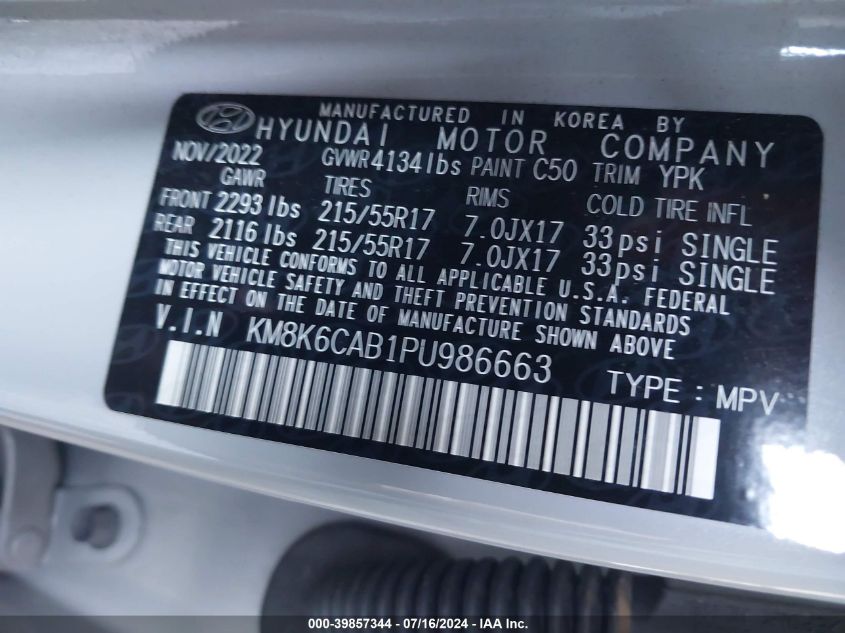 MANUFACTURED IN KOREA BY
HYUNDAI MOTOR COMPANY
NOV/2022 GVWR 4134 lbs PAINT C50 TRIM YPK
GAWR TIRES RIMS COLD TIRE INFL
FRONT 2293 lbs 215/55R17 7.0JX17 33psi SINGLE
REAR 2116 lbs 215/55R17 7.0JX17 33psi SINGLE
THIS VEHICLE CONFORMS TO ALL APPLICABLE U.S.A. FEDERAL
MOTOR VEHICLE SAFETY AND THEFT PREVENTION STANDARDS
IN EFFECT ON THE DATE OF MANUFACTURE SHOWN ABOVE
V.I.N KM8K6CAB1PU986663
TYPE : MPV
000-39857344 / 07/16/2024 - IAA, Inc.